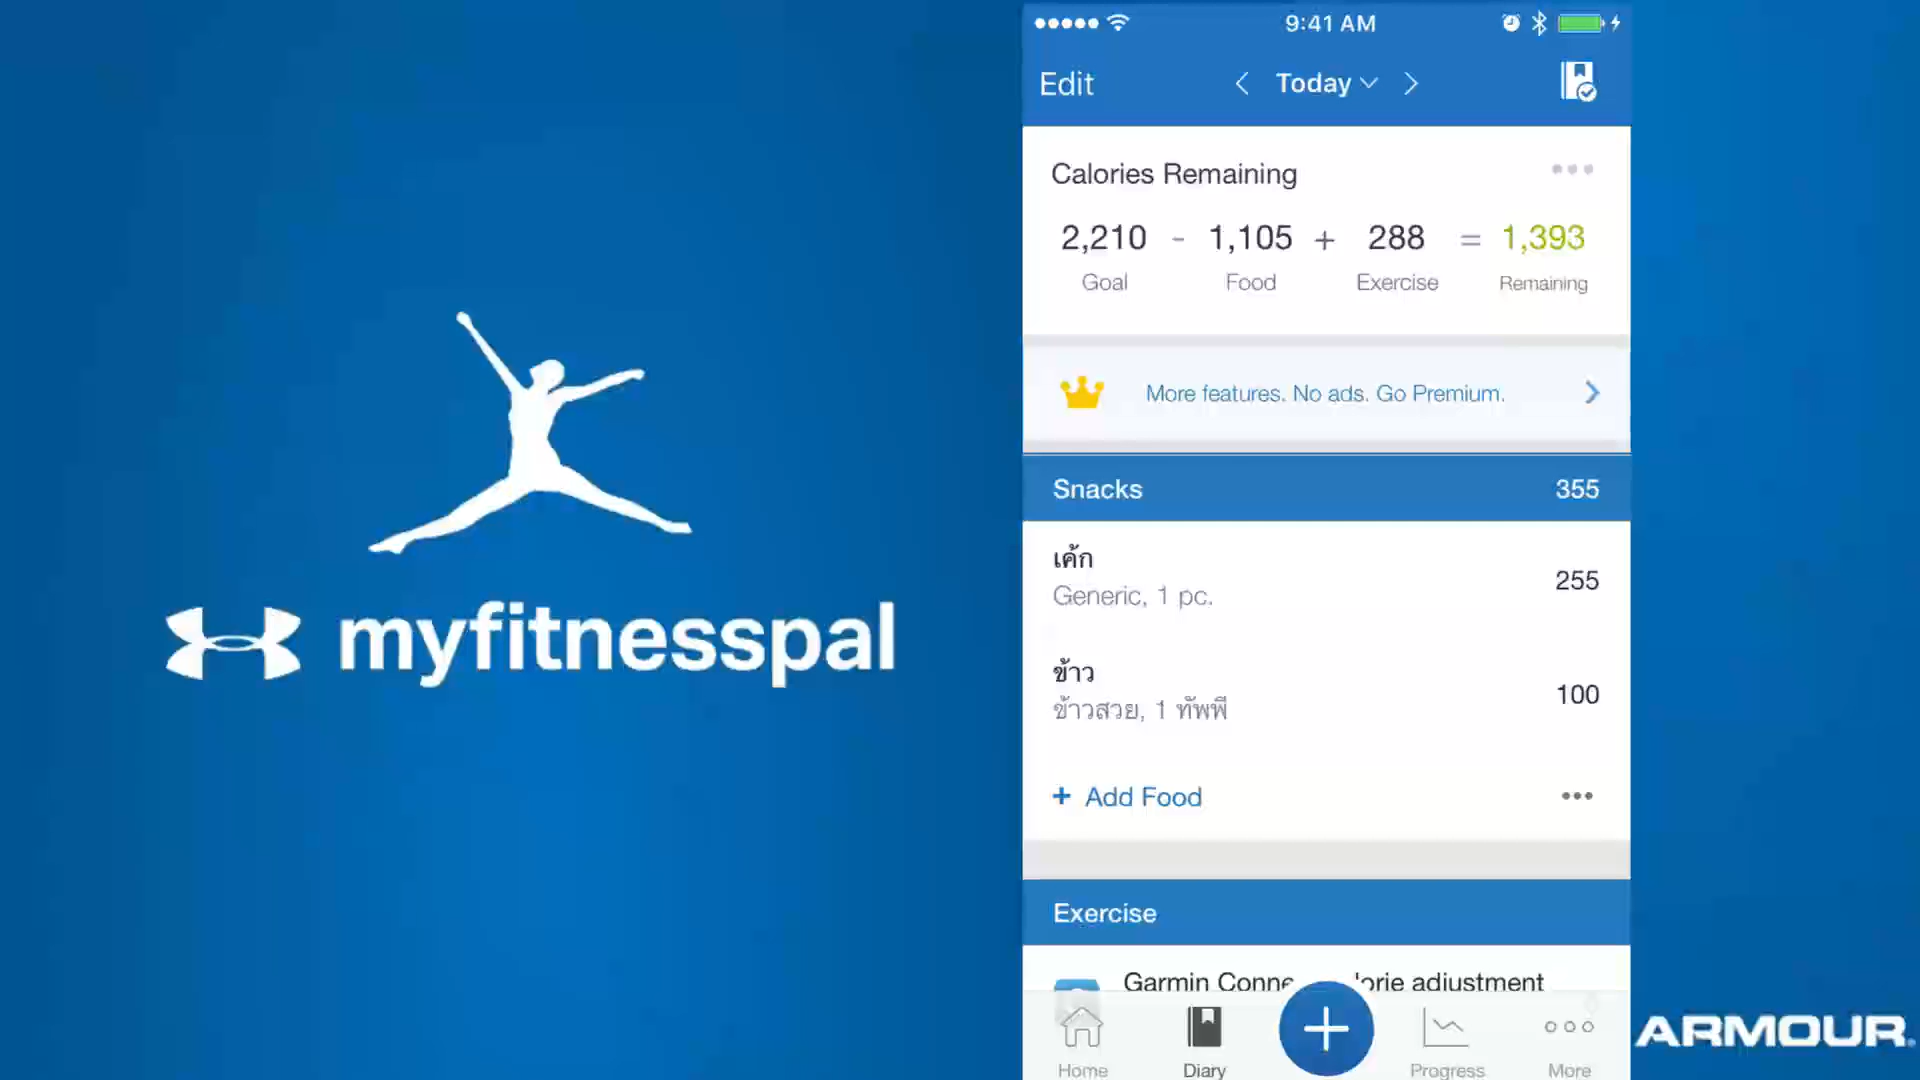 myfitnesspal
9:41 AM
Edit
Today
Calories Remaining
2,210 - 1,105 + 288 = 1,393
Goal Food Exercise Remaining
More features. No ads. Go Premium.
Snacks 355
เค้ก
Generic, 1 pc.
255
ข้าว
ข้าวสวย, 1 ทัพพี
100
+ Add Food
Exercise
Garmin adjustment
Home Diary Progress More
ARMOUR.